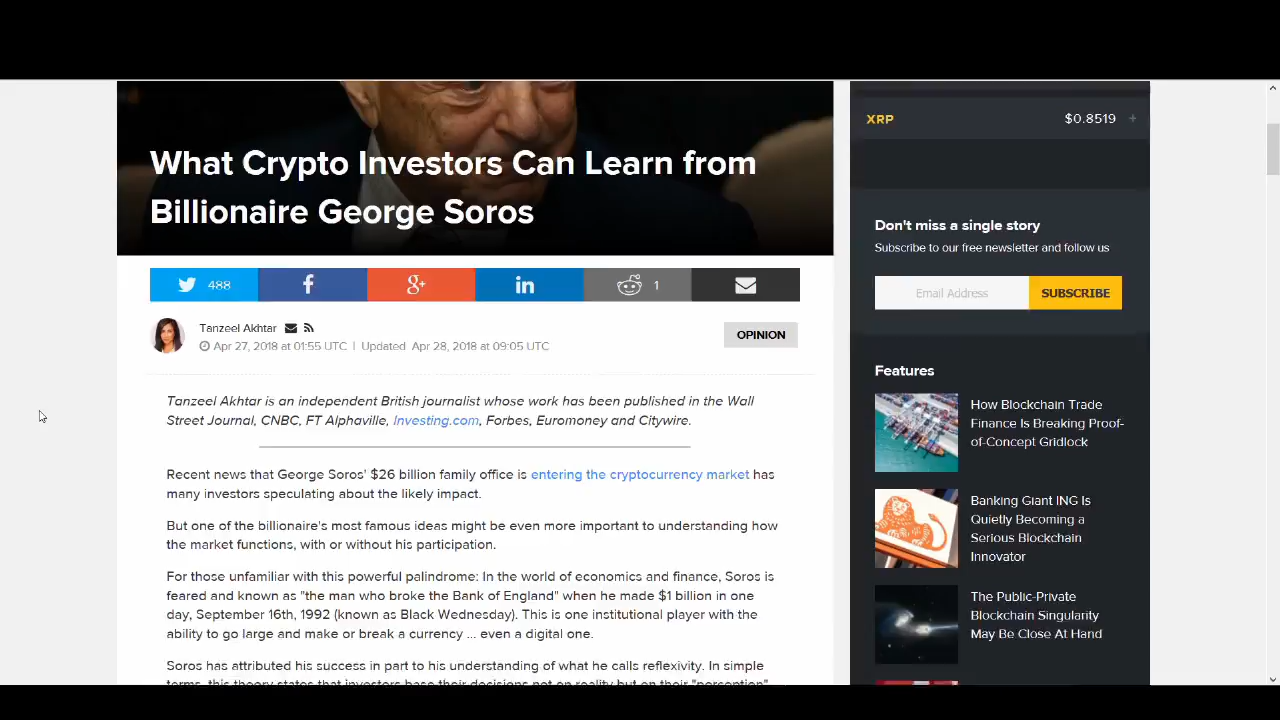 XRP $0.8519 +
What Crypto Investors Can Learn from
Billionaire George Soros
Don't miss a single story
Subscribe to our free newsletter and follow us
Email Address SUBSCRIBE
488 f g+ in 1
Tanzeel Akhtar
Apr 27, 2018 at 01:55 UTC | Updated Apr 28, 2018 at 09:05 UTC
OPINION
Tanzeel Akhtar is an independent British journalist whose work has been published in the Wall
Street Journal, CNBC, FT Alphaville, Investing.com, Forbes, Euromoney and Citywire.
Recent news that George Soros' $26 billion family office is entering the cryptocurrency market has
many investors speculating about the likely impact.
But one of the billionaire's most famous ideas might be even more important to understanding how
the market functions, with or without his participation.
For those unfamiliar with this powerful palindrome: In the world of economics and finance, Soros is
feared and known as "the man who broke the Bank of England" when he made $1 billion in one
day, September 16th, 1992 (known as Black Wednesday). This is one institutional player with the
ability to go large and make or break a currency ... even a digital one.
Soros has attributed his success in part to his understanding of what he calls reflexivity. In simple
terms, this theory states that investors base their decisions not on reality but on their "perception"
Features
How Blockchain Trade
Finance Is Breaking Proof-
of-Concept Gridlock
Banking Giant ING Is
Quietly Becoming a
Serious Blockchain
Innovator
The Public-Private
Blockchain Singularity
May Be Close At Hand